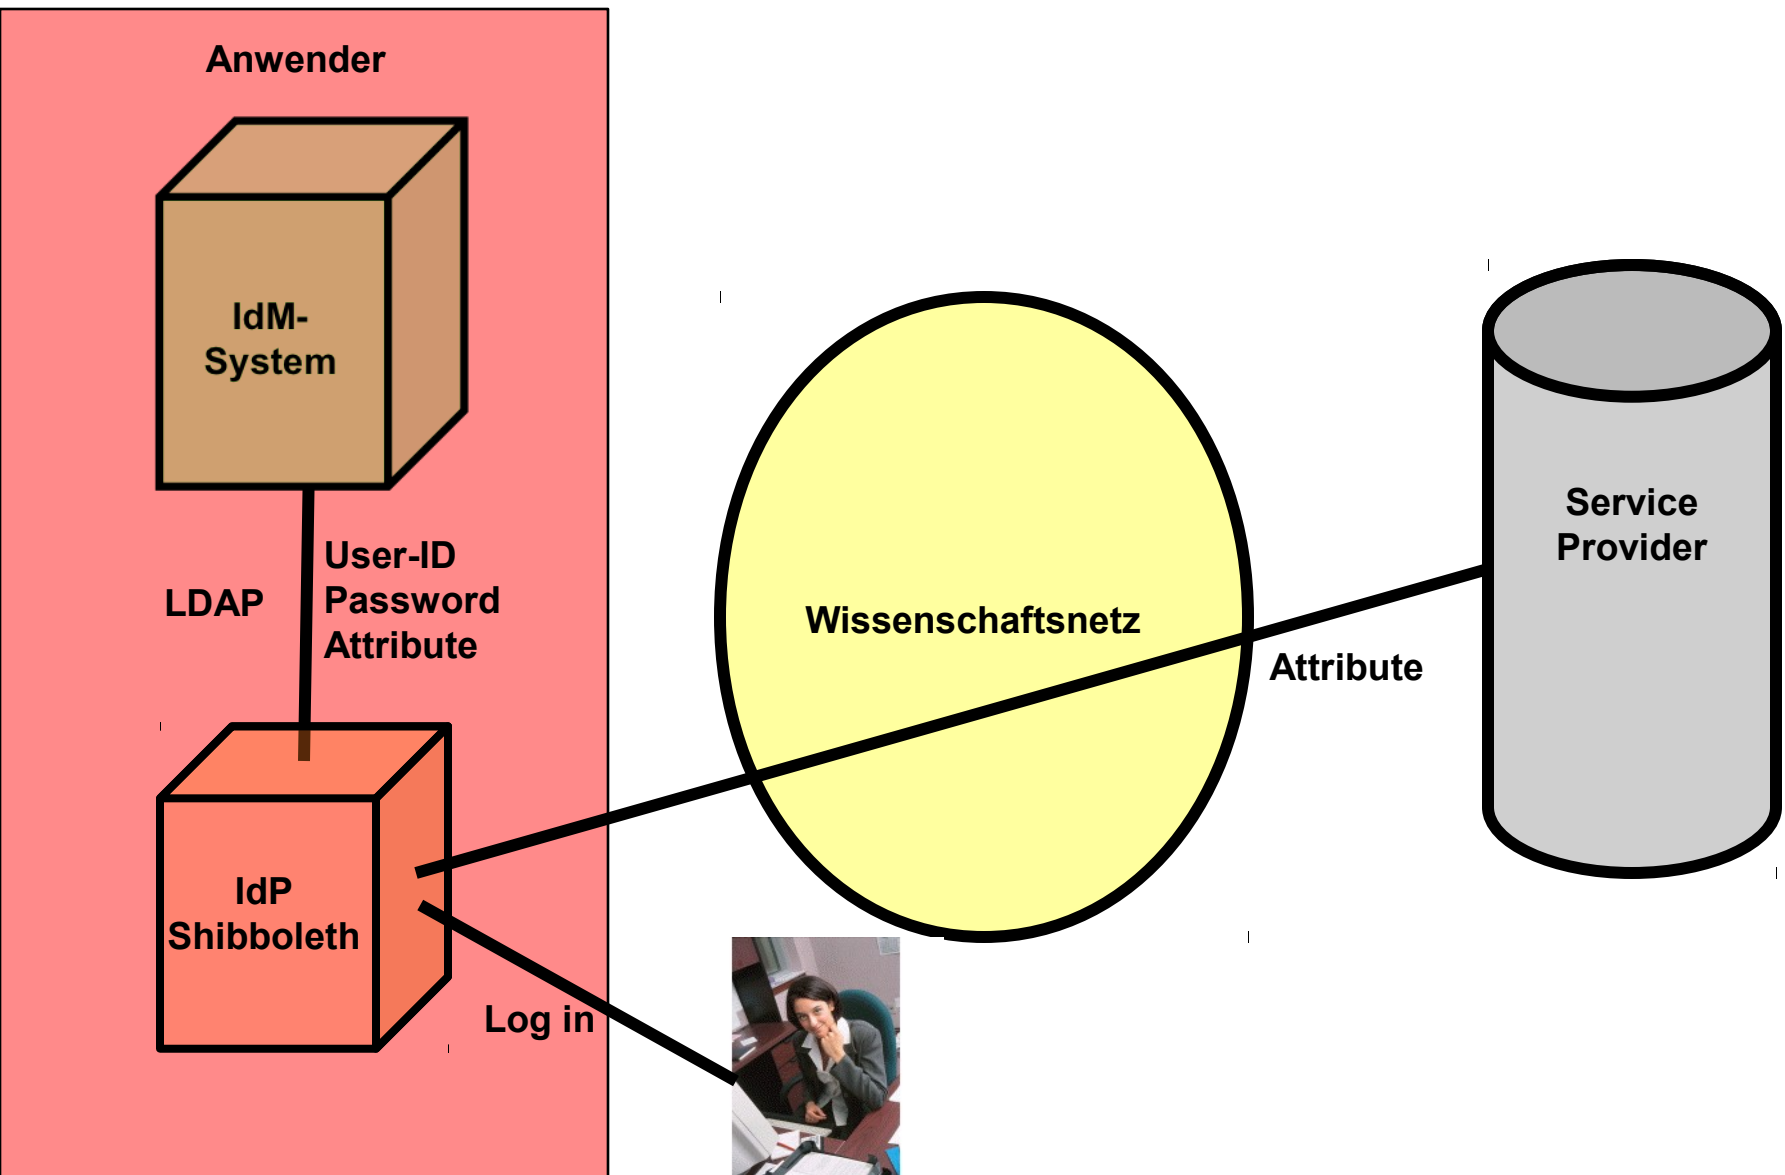 Anwender
IdM-
System
LDAP
User-ID
Password
Attribute
IdP
Shibboleth
Log in
Wissenschaftsnetz
Attribute
Service
Provider